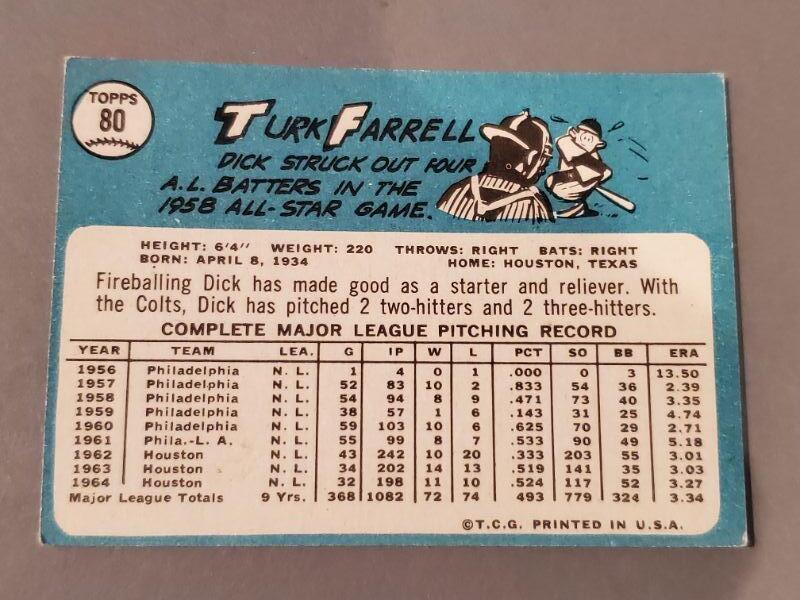 TOPPS
80
TURK FARRELL
DICK STRUCK OUT FOUR
A.L. BATTERS IN THE
1958 ALL-STAR GAME.
HEIGHT: 6'4" WEIGHT: 220 THROWS: RIGHT BATS: RIGHT
BORN: APRIL 8, 1934 HOME: HOUSTON, TEXAS
Fireballing Dick has made good as a starter and reliever. With
the Colts, Dick has pitched 2 two-hitters and 2 three-hitters.
COMPLETE MAJOR LEAGUE PITCHING RECORD
YEAR TEAM LEA. G IP W L PCT SO BB ERA
1956 Philadelphia N. L. 1 4 0 1 .000 0 3 13.50
1957 Philadelphia N. L. 52 83 10 2 .833 54 36 2.39
1958 Philadelphia N. L. 54 94 8 9 .471 73 40 3.35
1959 Philadelphia N. L. 38 57 1 6 .143 31 25 4.74
1960 Philadelphia N. L. 59 103 10 6 .625 70 29 2.71
1961 Phila.-L. A. N. L. 55 99 8 7 .533 90 49 5.18
1962 Houston N. L. 43 242 10 20 .333 203 55 3.01
1963 Houston N. L. 34 202 14 13 .519 141 35 3.03
1964 Houston N. L. 32 198 11 10 .524 117 52 3.27
Major League Totals 9 Yrs. 368 1082 72 74 493 779 324 3.34
©T.C.G. PRINTED IN U.S.A.